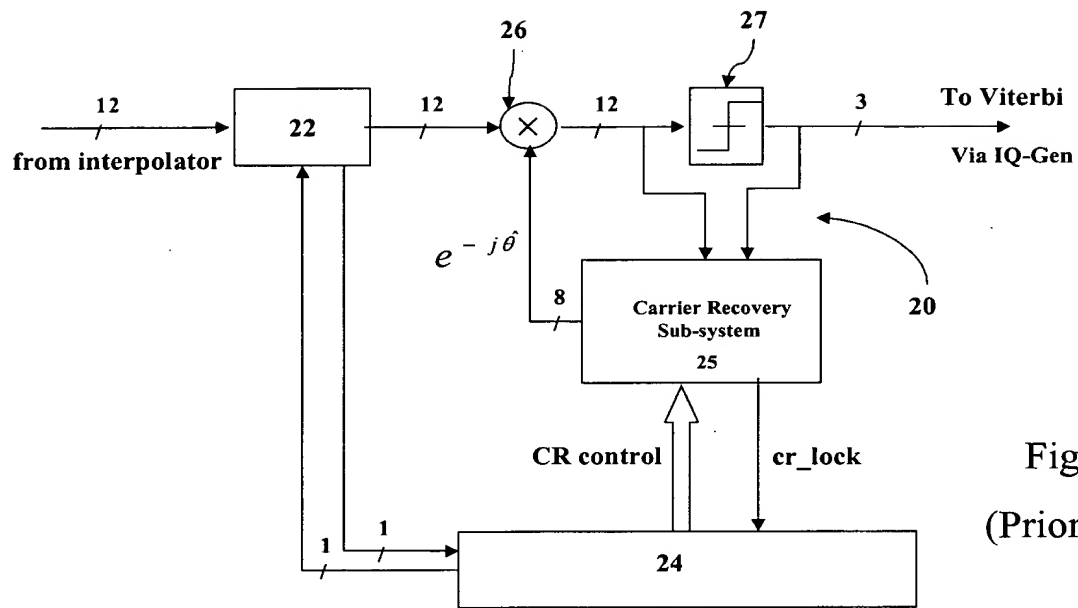 26
27
12
22
12
12
3
To Viterbi
from interpolator
×
Via IQ-Gen
e^{-jθ̂}
8
Carrier Recovery
Sub-system
25
20
CR control
cr_lock
Fig
(Prior
1
1
24